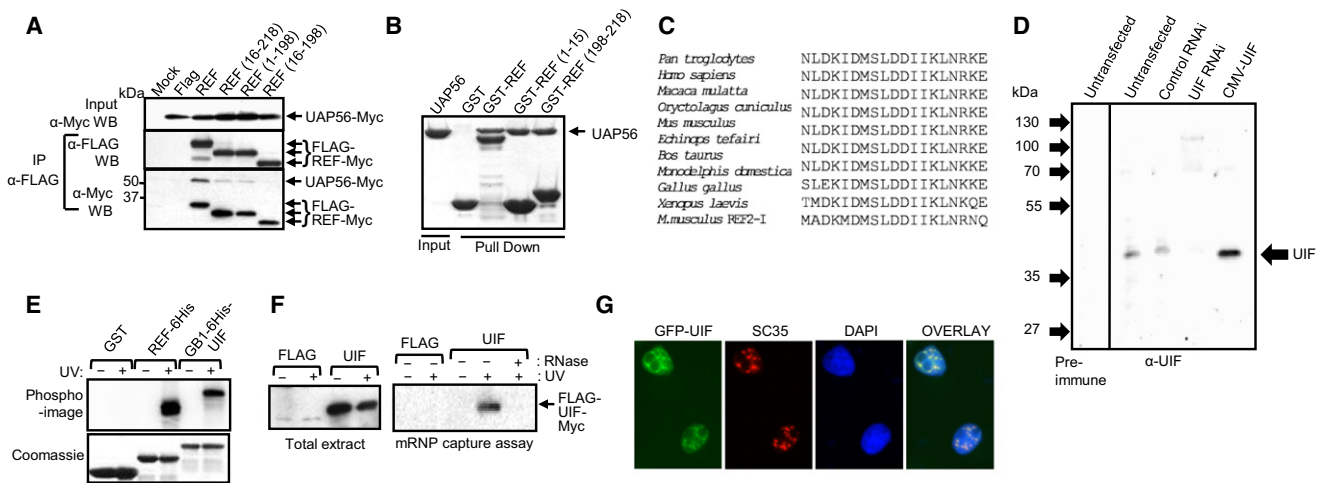 A
kDa
Mock
Flag
REF
REF (16-218)
REF (1-198)
REF (16-198)
Input
α-Myc WB
UAP56-Myc
IP
α-FLAG
α-FLAG
WB
FLAG-
REF-Myc
50
37
α-Myc
WB
UAP56-Myc
FLAG-
REF-Myc
B
UAP56
GST
GST-REF
GST-REF (1-15)
GST-REF (198-218)
UAP56
Input
Pull Down
C
Pan troglodytes NLDKIDMSLDDIIKLNRKE
Homo sapiens NLDKIDMSLDDIIKLNRKE
Macaca mulatta NLDKIDMSLDDIIKLNRKE
Oryctolagus cuniculus NLDKIDMSLDDIIKLNRKE
Mus musculus NLDKIDMSLDDIIKLNRKE
Echinops tefairi NLDKIDMSLDDIIKLNRKE
Bos taurus NLDKIDMSLDDIIKLNRKE
Monodelphis domestica NLDKIDMSLDDIIKLNRKE
Gallus gallus SLEKIDMSLDDIIKLNKKE
Xenopus laevis TMDKIDMSLDDIIKLNKQE
M.musculus REF2-I MADKMDMSLDDIIKLNRNQ
D
kDa
Untransfected
Untransfected
Control RNAi
UIF RNAi
CMV-UIF
130
100
70
55
35
27
UIF
Pre-
immune
α-UIF
E
GST
REF-6His
GB1-6His-
UIF
UV: – + – + – +
Phospho
-image
Coomassie
F
FLAG UIF
– + – +
Total extract
FLAG UIF
– – – – + : RNase
– + – + + : UV
FLAG-
UIF-
Myc
mRNP capture assay
G
GFP-UIF SC35 DAPI OVERLAY